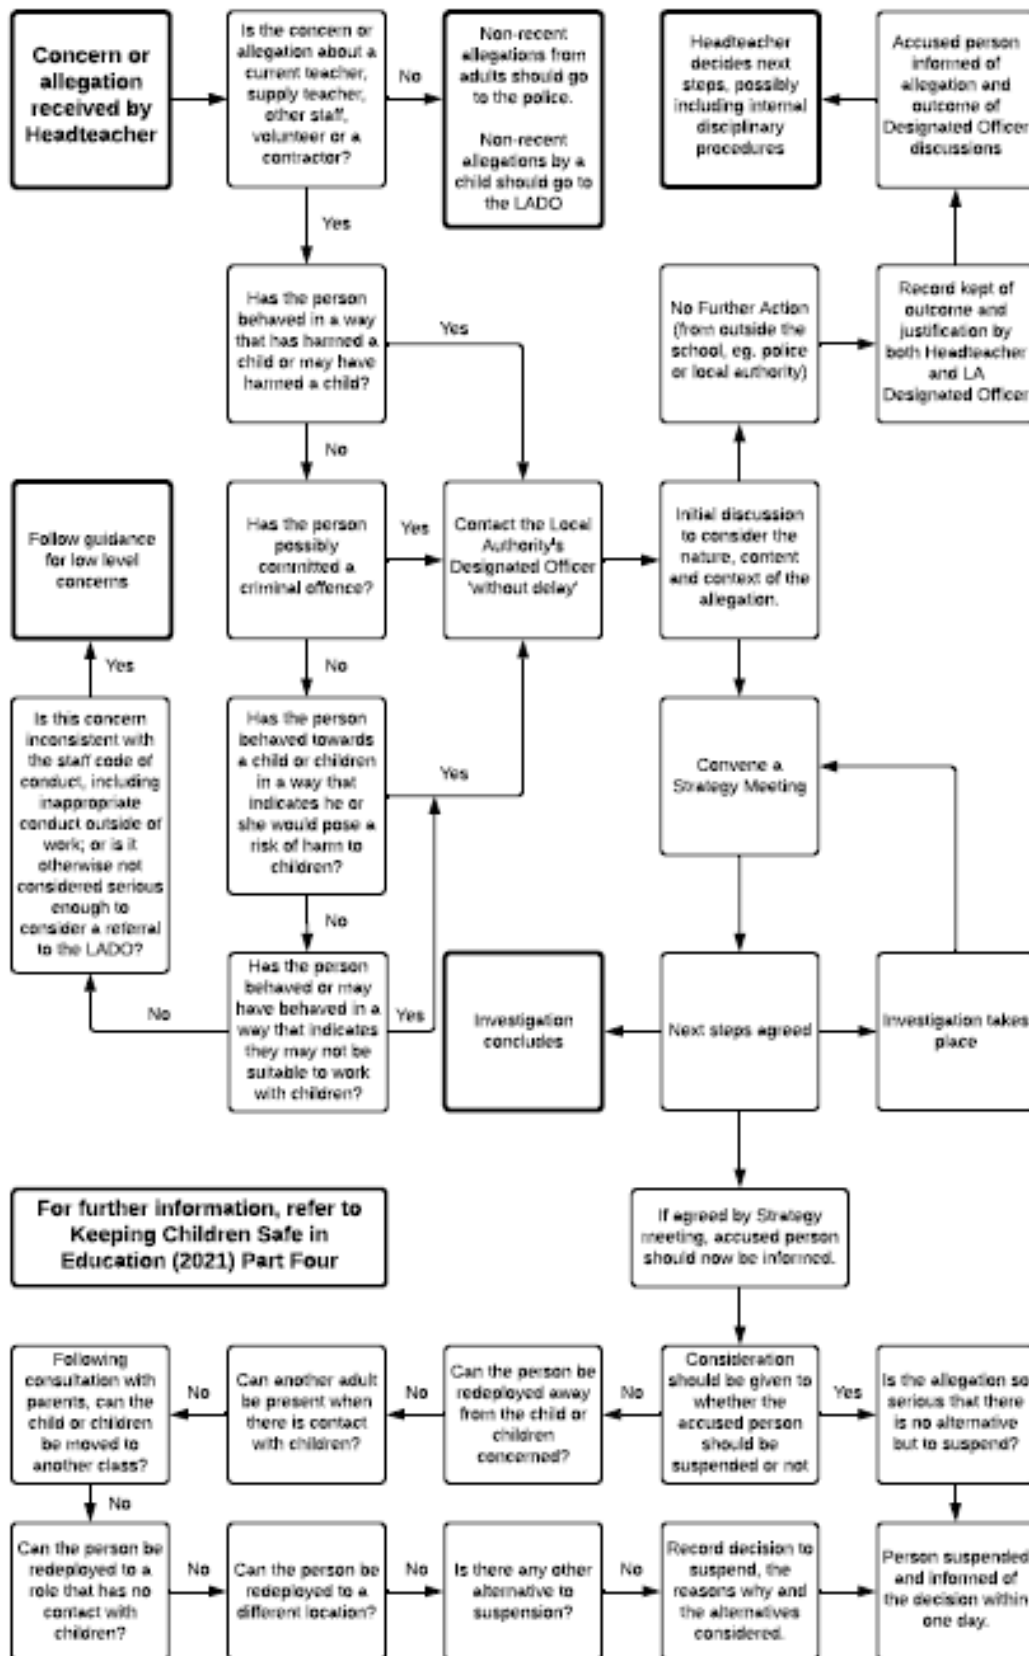 Concern or
allegation
received by
Headteacher
Is the concern or
allegation about a
current teacher,
supply teacher,
other staff,
volunteer or a
contractor?
No
Non-recent
allegations from
adults should go
to the police.
Non-recent
allegations by a
child should go to
the LADO
Headteacher
decides next
steps, possibly
including internal
disciplinary
procedures
Accused person
informed of
allegation and
outcome of
Designated Officer
discussions
Yes
Has the person
behaved in a way
that has harmed a
child or may have
harmed a child?
Yes
No Further Action
(from outside the
school, eg. police
or local authority)
Record kept of
outcome and
justification by
both Headteacher
and LA
Designated Officer
No
Follow guidance
for low level
concerns
Has the person
possibly
committed a
criminal offence?
Yes
Contact the Local
Authority's
Designated Officer
'without delay'
Initial discussion
to consider the
nature, content
and context of the
allegation.
Yes
No
Is this concern
inconsistent with
the staff code of
conduct, including
inappropriate
conduct outside of
work; or is it
otherwise not
considered serious
enough to
consider a referral
to the LADO?
Has the person
behaved towards
a child or children
in a way that
indicates he or
she would pose a
risk of harm to
children?
Yes
Convene a
Strategy Meeting
No
No
Has the person
behaved or may
have behaved in a
way that indicates
they may not be
suitable to work
with children?
Yes
Investigation
concludes
Next steps agreed
Investigation takes
place
For further information, refer to
Keeping Children Safe in
Education (2021) Part Four
If agreed by Strategy
meeting, accused person
should now be informed.
Following
consultation with
parents, can the
child or children
be moved to
another class?
No
Can another adult
be present when
there is contact
with children?
No
Can the person be
redeployed away
from the child or
children
concerned?
No
Consideration
should be given to
whether the
accused person
should be
suspended or not
Yes
Is the allegation so
serious that there
is no alternative
but to suspend?
No
Can the person be
redeployed to a
role that has no
contact with
children?
No
Can the person be
redeployed to a
different location?
No
Is there any other
alternative to
suspension?
No
Record decision to
suspend, the
reasons why and
the alternatives
considered.
Person suspended
and informed of
the decision within
one day.